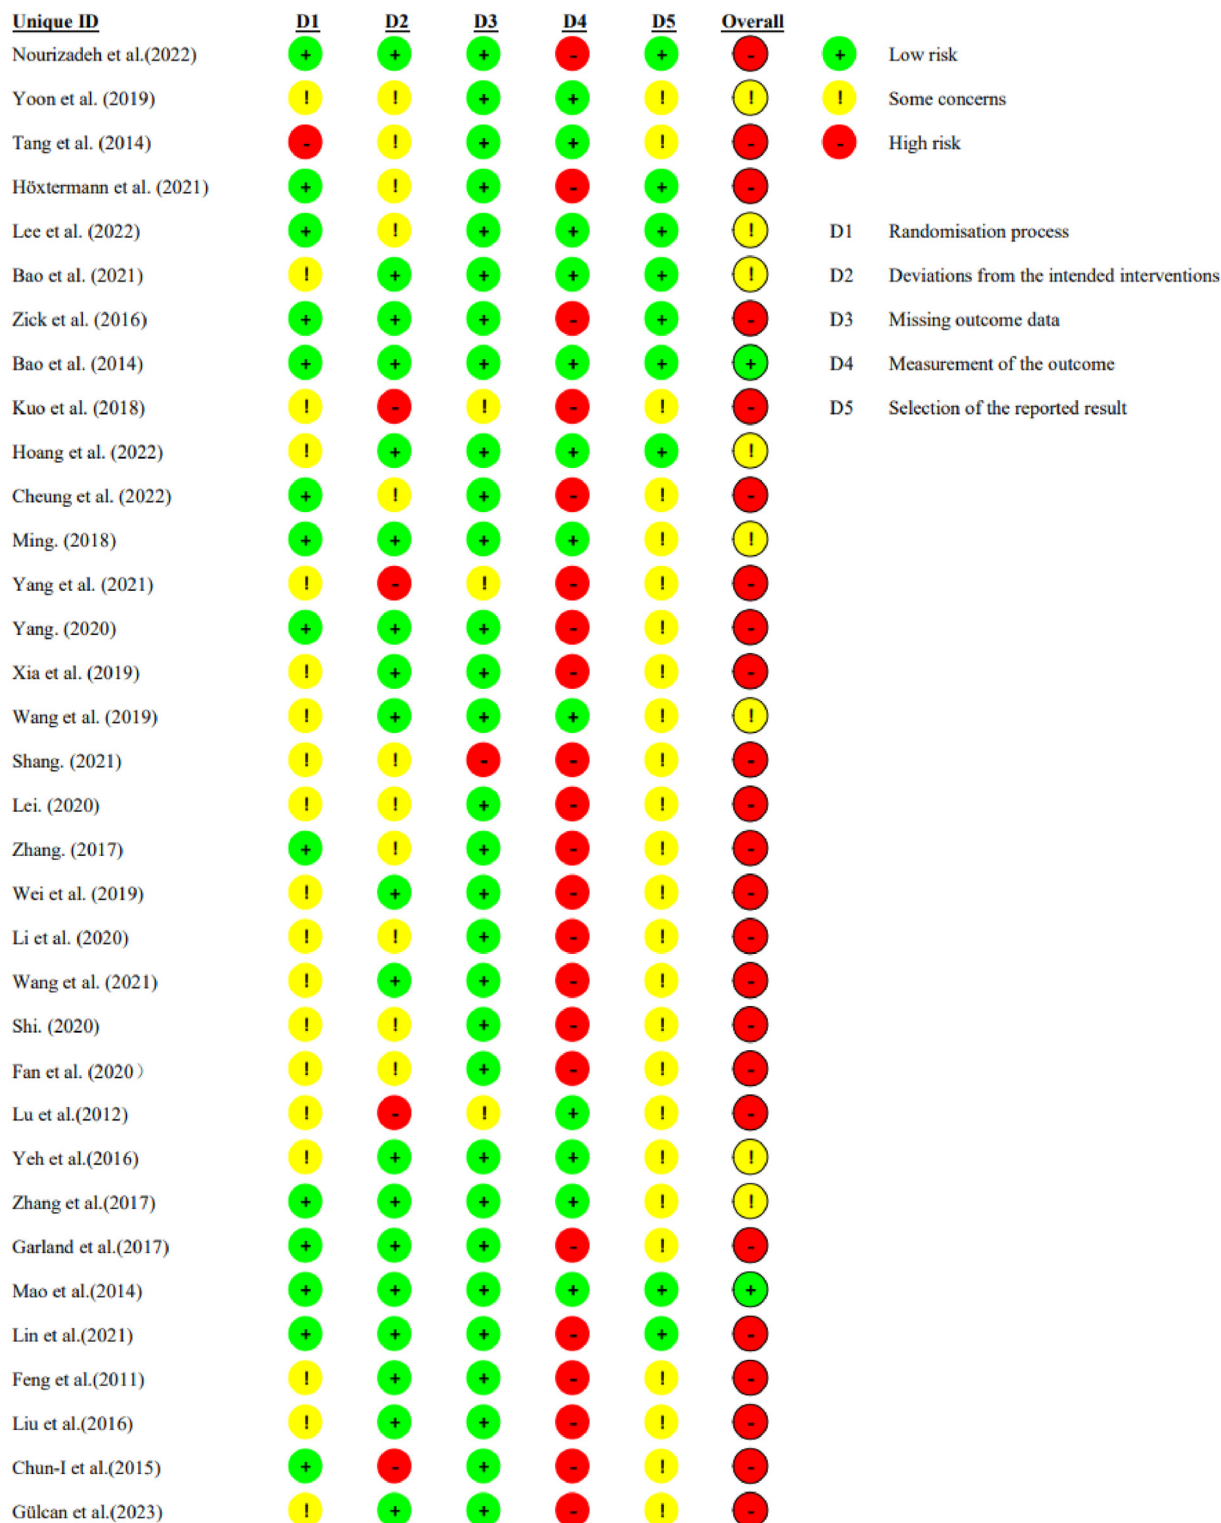 Unique ID D1 D2 D3 D4 D5 Overall
Nourizadeh et al.(2022) + + + - + - + Low risk
Yoon et al. (2019) ! ! + + ! ! ! Some concerns
Tang et al. (2014) - ! + + ! - - High risk
Höxtermann et al. (2021) + ! + - + -
Lee et al. (2022) + ! + + + ! D1 Randomisation process
Bao et al. (2021) ! + + + + ! D2 Deviations from the intended interventions
Zick et al. (2016) + + + - + - D3 Missing outcome data
Bao et al. (2014) + + + + + + D4 Measurement of the outcome
Kuo et al. (2018) ! - ! - ! - D5 Selection of the reported result
Hoang et al. (2022) ! + + + + !
Cheung et al. (2022) + ! + - ! -
Ming. (2018) + + + + ! !
Yang et al. (2021) ! - ! - ! -
Yang. (2020) + + + - ! -
Xia et al. (2019) ! + + - ! -
Wang et al. (2019) ! + + + ! !
Shang. (2021) ! ! - - ! -
Lei. (2020) ! ! + - ! -
Zhang. (2017) + ! + - ! -
Wei et al. (2019) ! + + - ! -
Li et al. (2020) ! ! + - ! -
Wang et al. (2021) ! + + - ! -
Shi. (2020) ! ! + - ! -
Fan et al. (2020） ! ! + - ! -
Lu et al.(2012) ! - ! + ! -
Yeh et al.(2016) ! + + + ! !
Zhang et al.(2017) + + + + ! !
Garland et al.(2017) + + + - ! -
Mao et al.(2014) + + + + + +
Lin et al.(2021) + + + - + -
Feng et al.(2011) ! + + - ! -
Liu et al.(2016) ! + + - ! -
Chun-I et al.(2015) + - + - ! -
Gülcan et al.(2023) ! + + - ! -